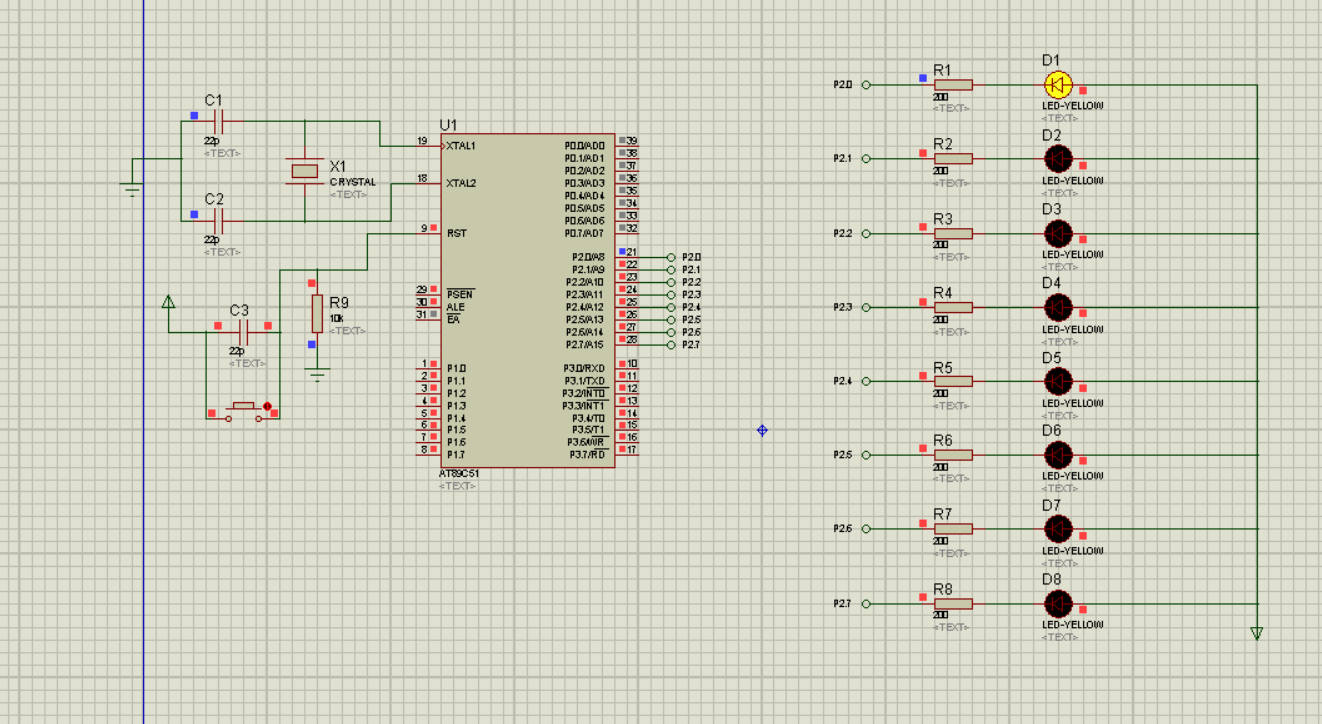 C1
22p
<TEXT>
X1
CRYSTAL
<TEXT>
C2
22p
<TEXT>
C3
22p
<TEXT>
R9
10k
<TEXT>
U1
19 XTAL1
18 XTAL2
9 RST
29 PSEN
30 ALE
31 EA
1 P1.0
2 P1.1
3 P1.2
4 P1.3
5 P1.4
6 P1.5
7 P1.6
8 P1.7
P0.0/AD0 39
P0.1/AD1 38
P0.2/AD2 37
P0.3/AD3 36
P0.4/AD4 35
P0.5/AD5 34
P0.6/AD6 33
P0.7/AD7 32
P2.0/A8 21 P2.0
P2.1/A9 22 P2.1
P2.2/A10 23 P2.2
P2.3/A11 24 P2.3
P2.4/A12 25 P2.4
P2.5/A13 26 P2.5
P2.6/A14 27 P2.6
P2.7/A15 28 P2.7
P3.0/RXD 10
P3.1/TXD 11
P3.2/INT0 12
P3.3/INT1 13
P3.4/T0 14
P3.5/T1 15
P3.6/WR 16
P3.7/RD 17
AT89C51
<TEXT>
P2.0
R1
200
<TEXT>
D1
LED-YELLOW
<TEXT>
P2.1
R2
200
<TEXT>
D2
LED-YELLOW
<TEXT>
P2.2
R3
200
<TEXT>
D3
LED-YELLOW
<TEXT>
P2.3
R4
200
<TEXT>
D4
LED-YELLOW
<TEXT>
P2.4
R5
200
<TEXT>
D5
LED-YELLOW
<TEXT>
P2.5
R6
200
<TEXT>
D6
LED-YELLOW
<TEXT>
P2.6
R7
200
<TEXT>
D7
LED-YELLOW
<TEXT>
P2.7
R8
200
<TEXT>
D8
LED-YELLOW
<TEXT>